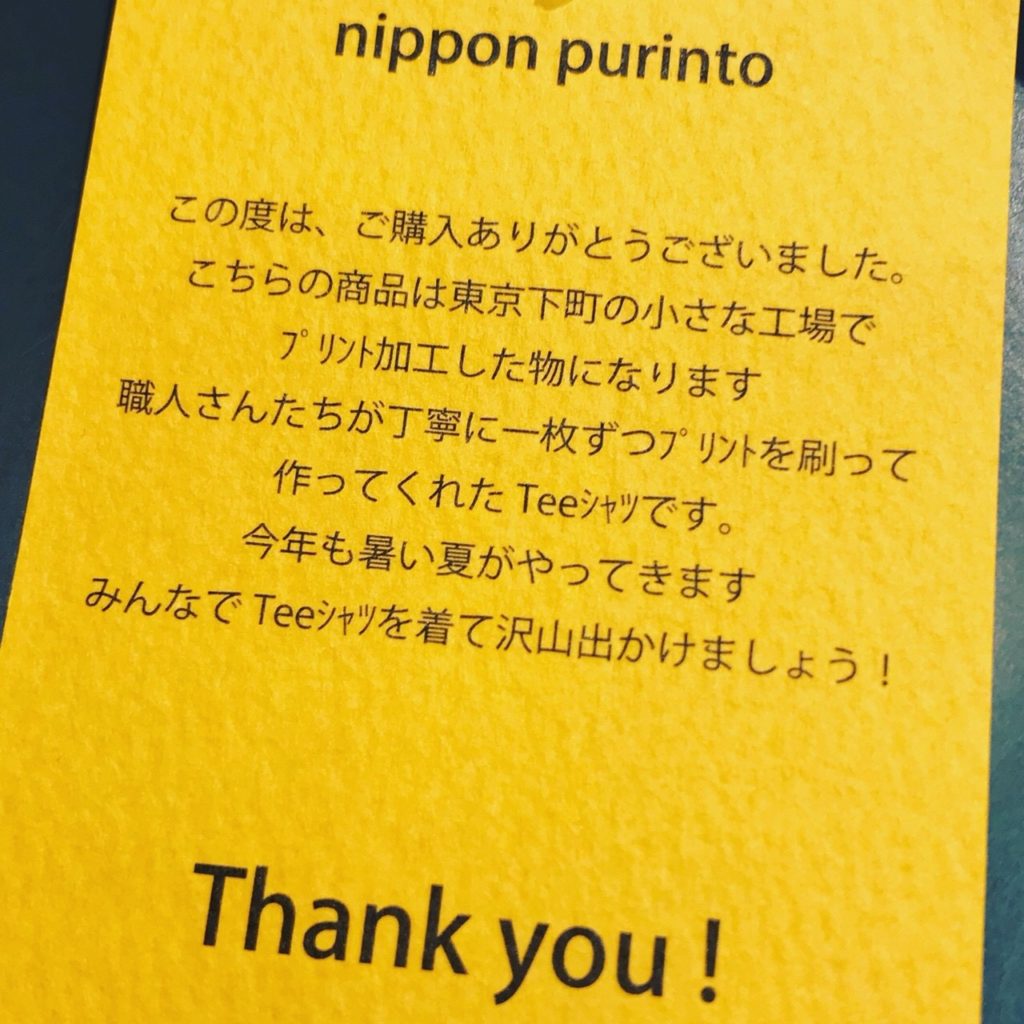 nippon purinto
この度は、ご購入ありがとうございました。
こちらの商品は東京下町の小さな工場で
ﾌﾟﾘﾝﾄ加工した物になります
職人さんたちが丁寧に一枚ずつﾌﾟﾘﾝﾄを刷って
作ってくれた Teeｼｬﾂです。
今年も暑い夏がやってきます
みんなで Teeｼｬﾂを着て沢山出かけましょう！
Thank you !